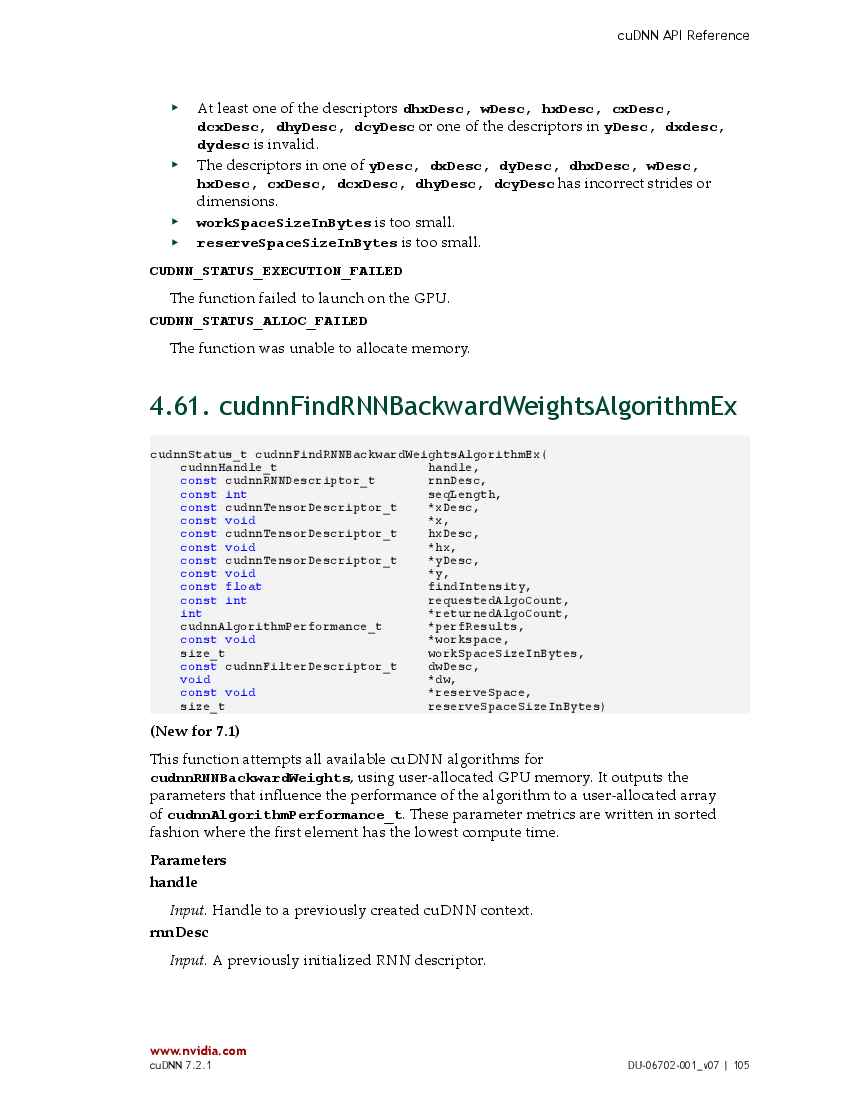 cuDNN API Reference
▸ At least one of the descriptors dhxDesc, wDesc, hxDesc, cxDesc,
dcxDesc, dhyDesc, dcyDesc or one of the descriptors in yDesc, dxdesc,
dydesc is invalid.
▸ The descriptors in one of yDesc, dxDesc, dyDesc, dhxDesc, wDesc,
hxDesc, cxDesc, dcxDesc, dhyDesc, dcyDesc has incorrect strides or
dimensions.
▸ workSpaceSizeInBytes is too small.
▸ reserveSpaceSizeInBytes is too small.
CUDNN_STATUS_EXECUTION_FAILED
The function failed to launch on the GPU.
CUDNN_STATUS_ALLOC_FAILED
The function was unable to allocate memory.
4.61. cudnnFindRNNBackwardWeightsAlgorithmEx
cudnnStatus_t cudnnFindRNNBackwardWeightsAlgorithmEx(
cudnnHandle_t handle,
const cudnnRNNDescriptor_t rnnDesc,
const int seqLength,
const cudnnTensorDescriptor_t *xDesc,
const void *x,
const cudnnTensorDescriptor_t hxDesc,
const void *hx,
const cudnnTensorDescriptor_t *yDesc,
const void *y,
const float findIntensity,
const int requestedAlgoCount,
int *returnedAlgoCount,
cudnnAlgorithmPerformance_t *perfResults,
const void *workspace,
size_t workSpaceSizeInBytes,
const cudnnFilterDescriptor_t dwDesc,
void *dw,
const void *reserveSpace,
size_t reserveSpaceSizeInBytes)
(New for 7.1)
This function attempts all available cuDNN algorithms for
cudnnRNNBackwardWeights, using user-allocated GPU memory. It outputs the
parameters that influence the performance of the algorithm to a user-allocated array
of cudnnAlgorithmPerformance_t. These parameter metrics are written in sorted
fashion where the first element has the lowest compute time.
Parameters
handle
Input. Handle to a previously created cuDNN context.
rnnDesc
Input. A previously initialized RNN descriptor.
www.nvidia.com
cuDNN 7.2.1 DU-06702-001_v07 | 105